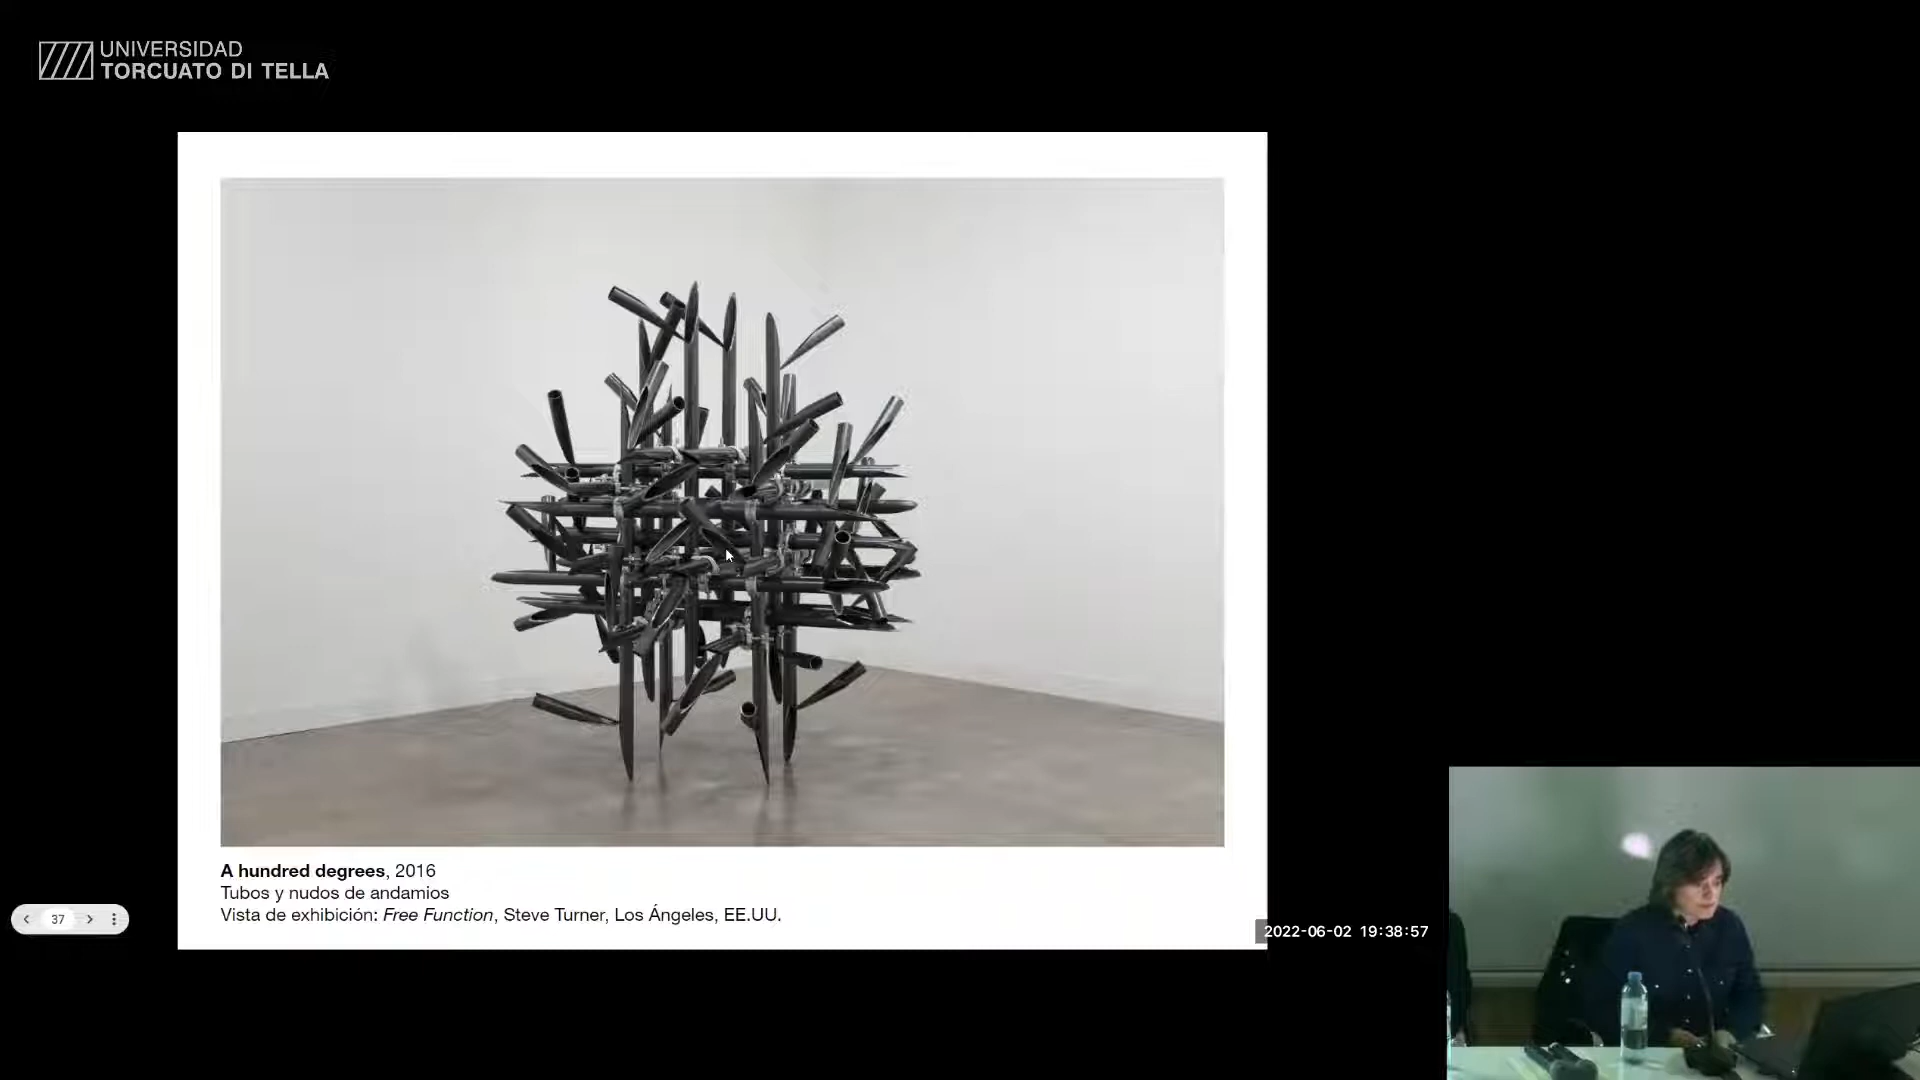 UNIVERSIDAD
TORCUATO DI TELLA
A hundred degrees, 2016
Tubos y nudos de andamios
Vista de exhibición: Free Function, Steve Turner, Los Ángeles, EE.UU.
37
2022-06-02 19:38:57